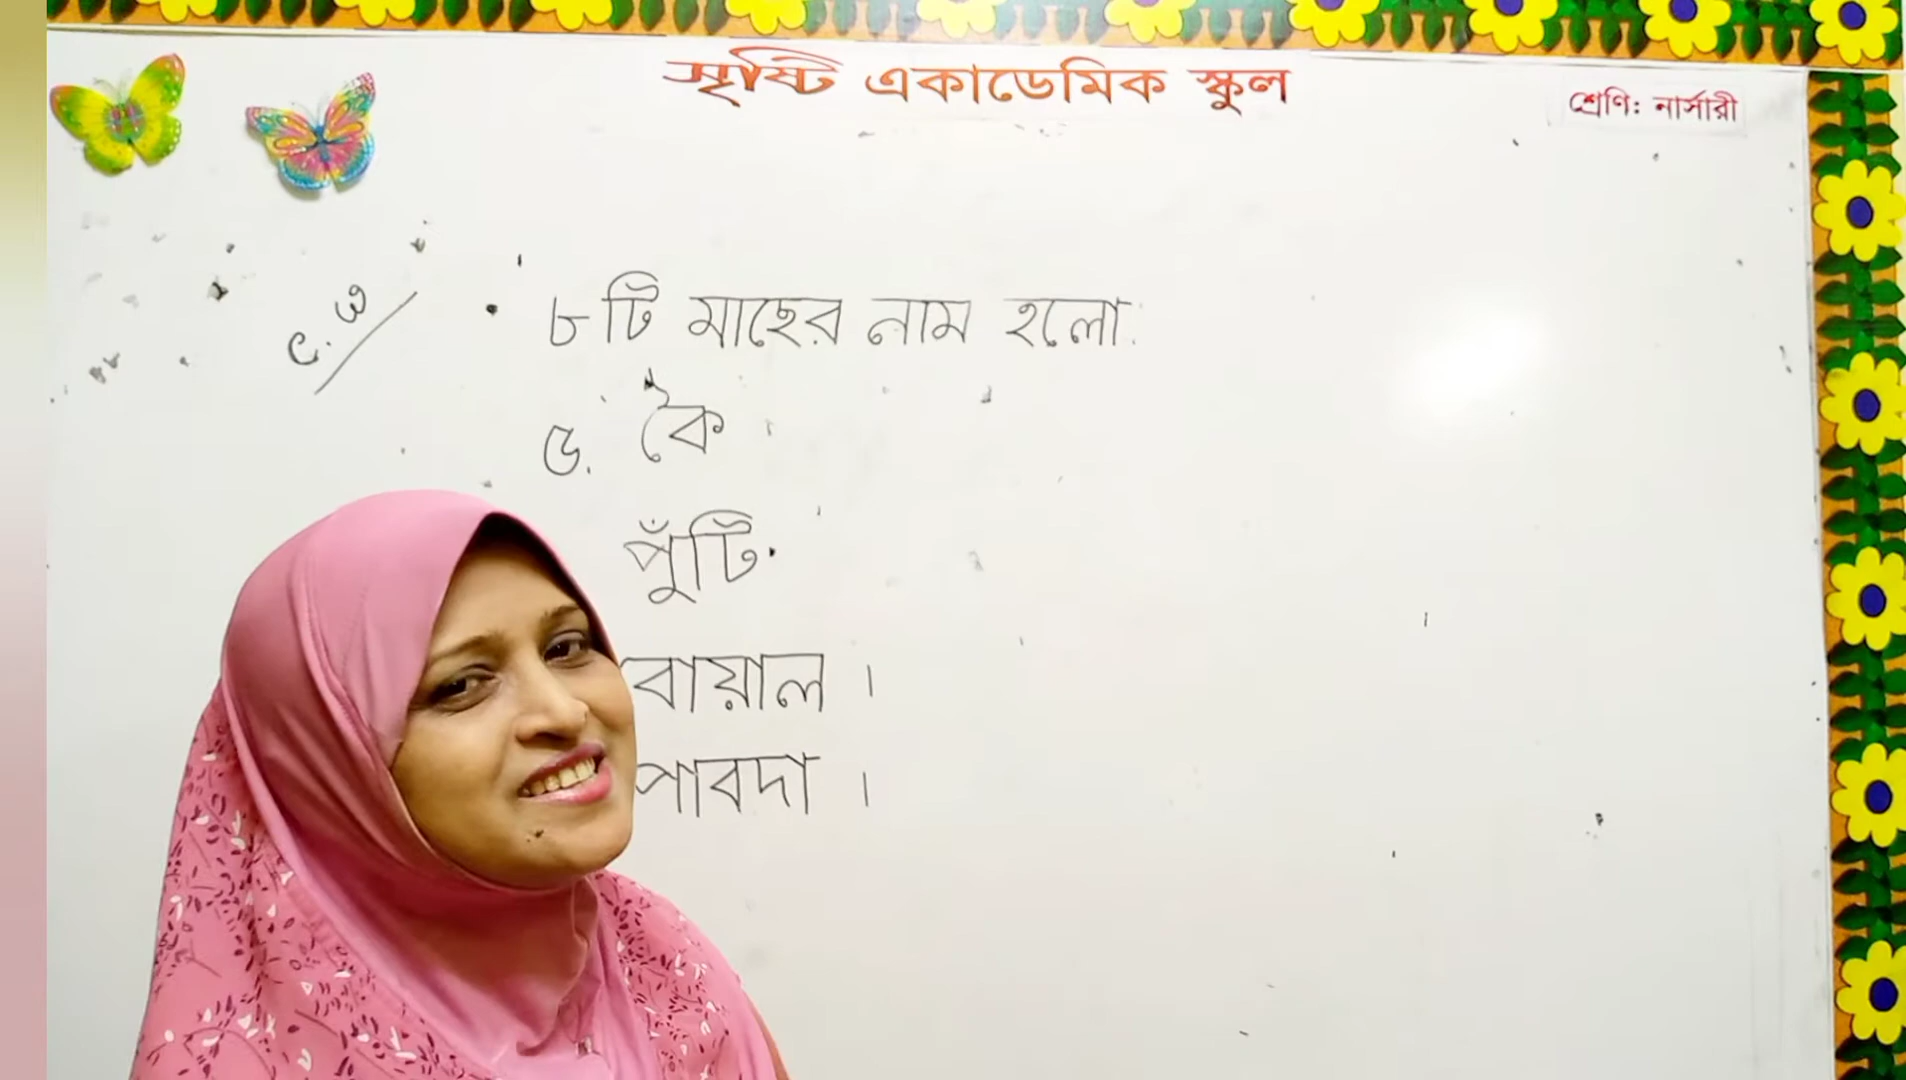 সৃষ্টি একাডেমিক স্কুল
শ্রেণি: নার্সারী
c.w
৮টি মাছের নাম হলো:
৫. কৈ
পুঁটি
বোয়াল।
পাবদা।